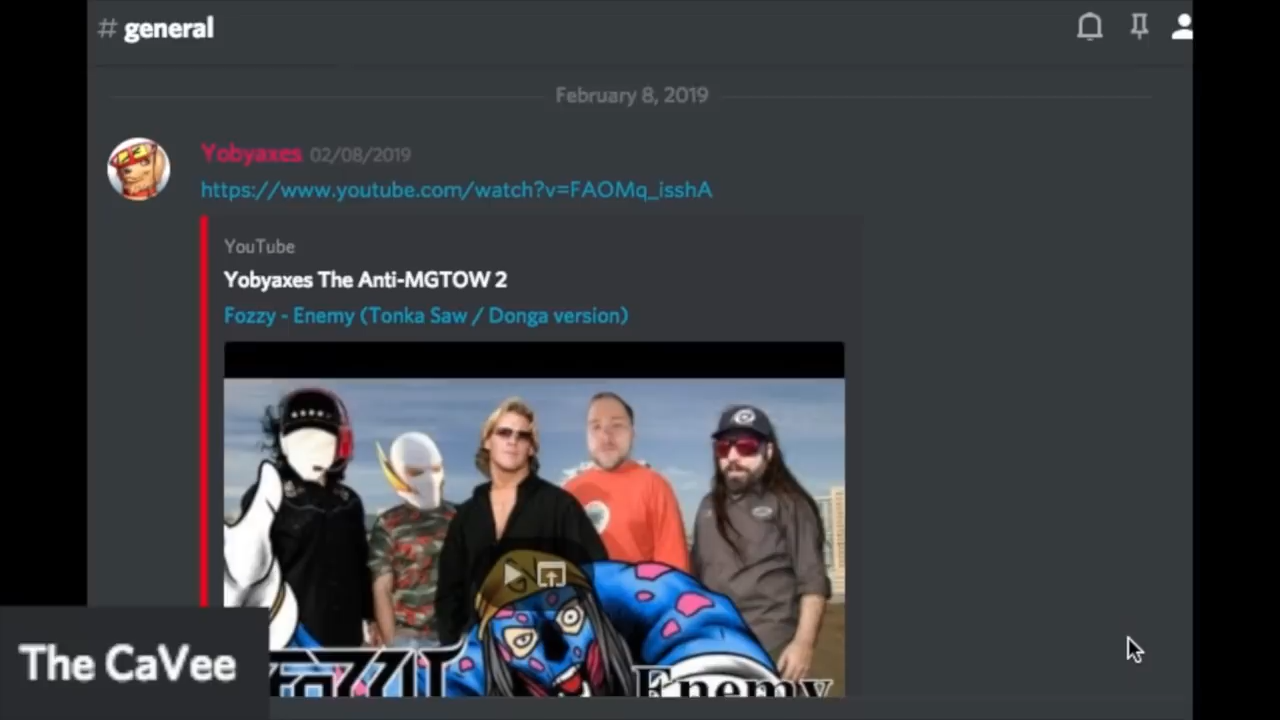 # general
February 8, 2019
Yobyaxes 02/08/2019
https://www.youtube.com/watch?v=FAOMq_isshA
YouTube
Yobyaxes The Anti-MGTOW 2
Fozzy - Enemy (Tonka Saw / Donga version)
Enemy
The CaVee